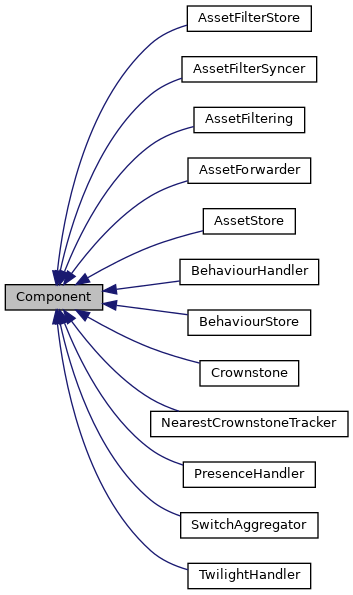 AssetFilterStore
AssetFilterSyncer
AssetFiltering
AssetForwarder
AssetStore
BehaviourHandler
Component
BehaviourStore
Crownstone
NearestCrownstoneTracker
PresenceHandler
SwitchAggregator
TwilightHandler